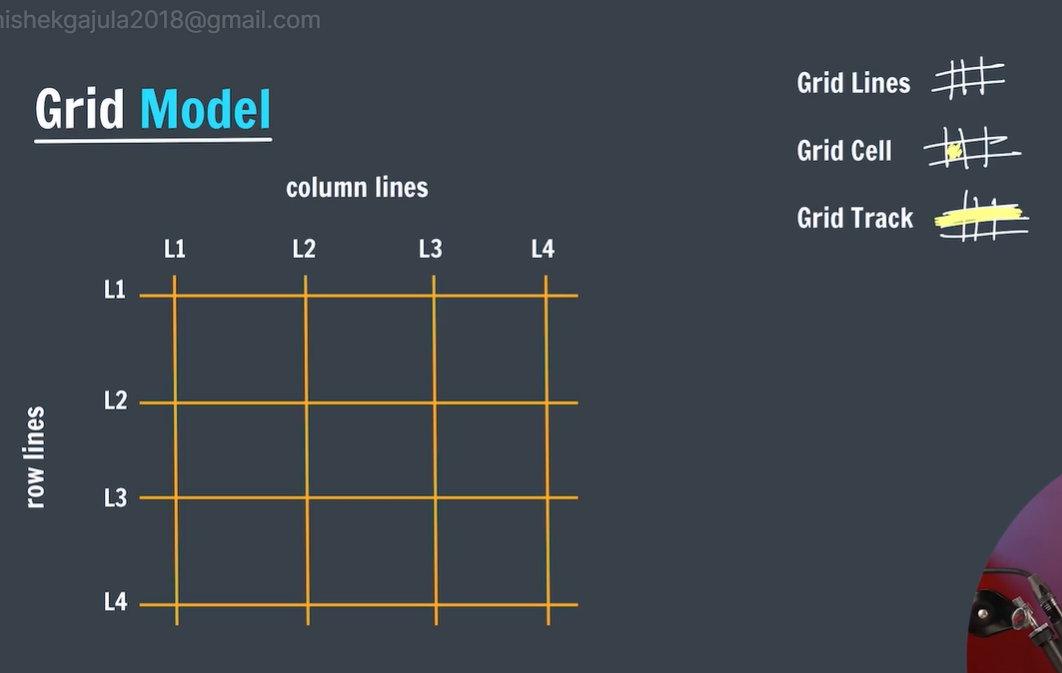 hishekgajula2018@gmail.com
Grid Model
Grid Lines
Grid Cell
Grid Track
column lines
L1 L2 L3 L4
L1
L2
row lines
L3
L4